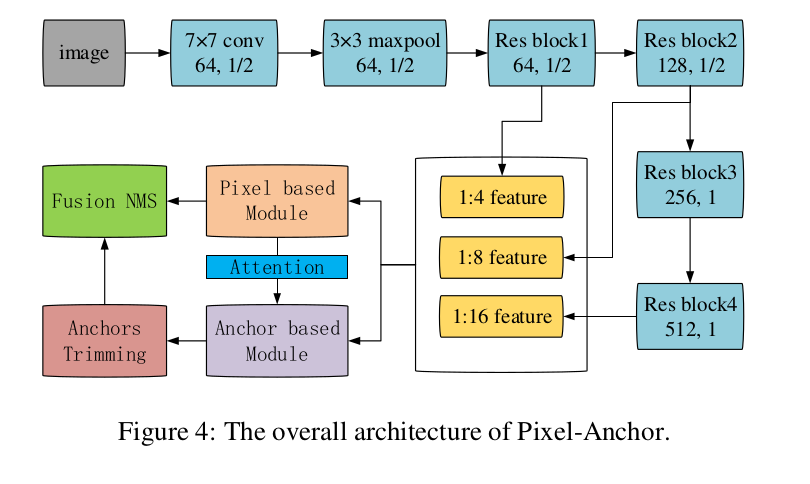 image
7×7 conv
64, 1/2
3×3 maxpool
64, 1/2
Res block1
64, 1/2
Res block2
128, 1/2
Res block3
256, 1
Res block4
512, 1
1:4 feature
1:8 feature
1:16 feature
Pixel based
Module
Attention
Anchor based
Module
Fusion NMS
Anchors
Trimming
Figure 4: The overall architecture of Pixel-Anchor.